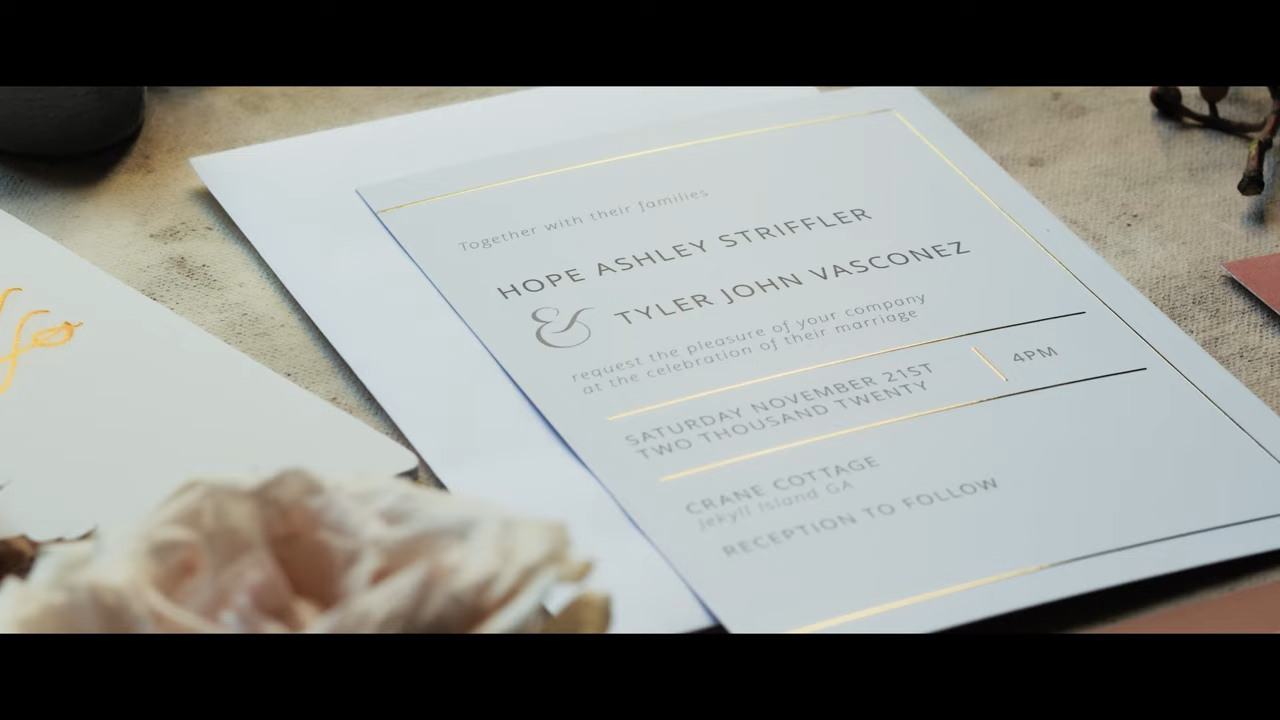 Together with their families
HOPE ASHLEY STRIFFLER
& TYLER JOHN VASCONEZ
request the pleasure of your company
at the celebration of their marriage
SATURDAY NOVEMBER 21ST
TWO THOUSAND TWENTY
4PM
CRANE COTTAGE
Jekyll Island GA
RECEPTION TO FOLLOW